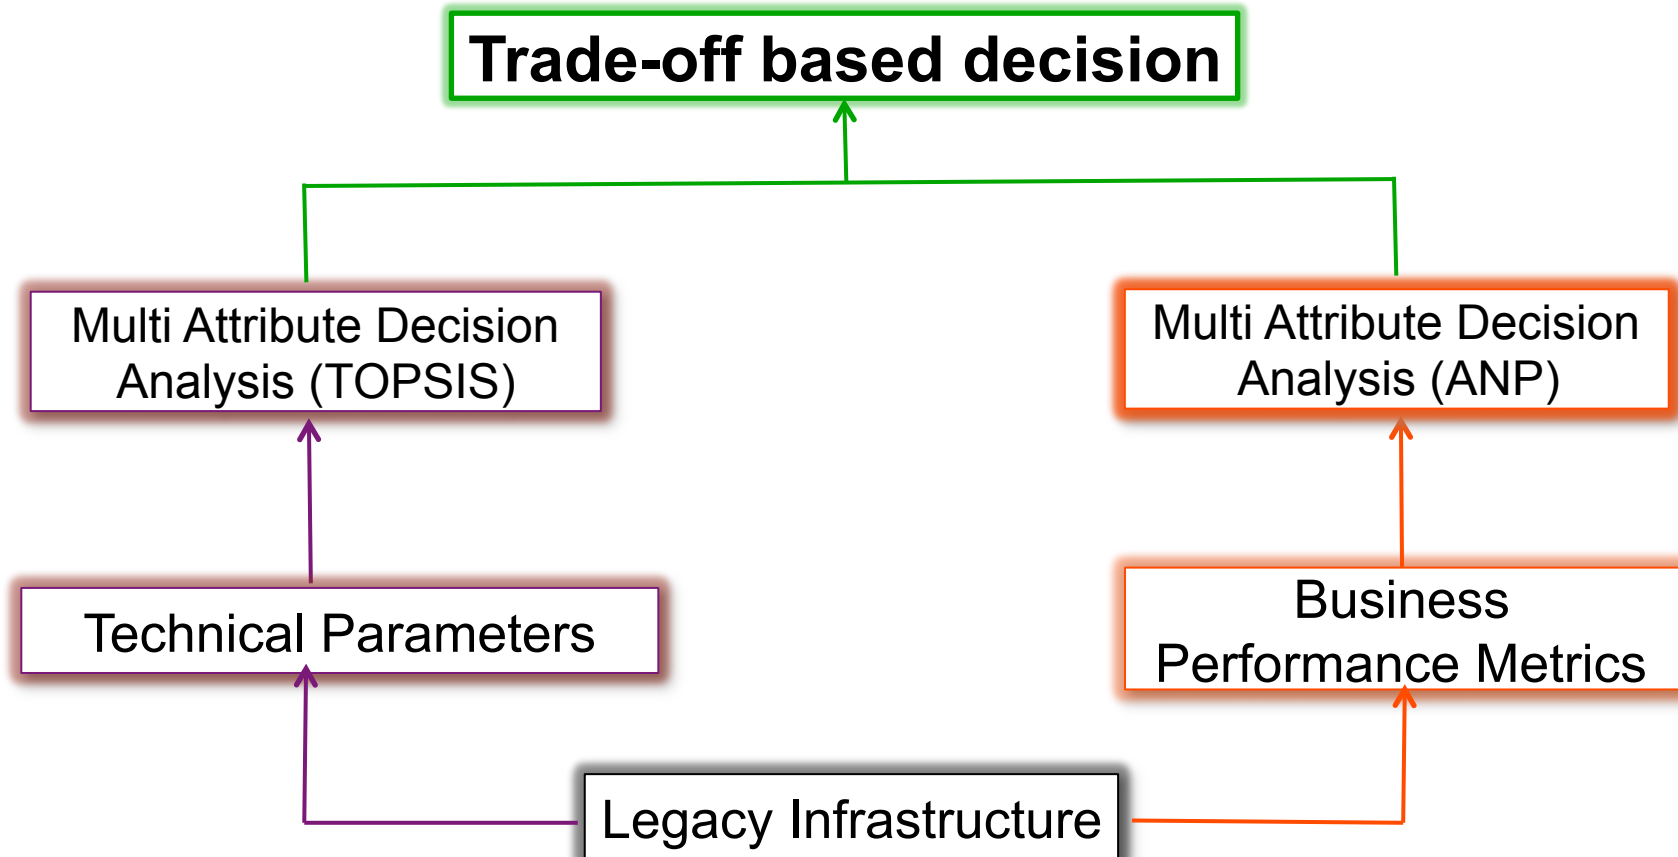 Trade-off based decision
Multi Attribute Decision
Analysis (TOPSIS)
Multi Attribute Decision
Analysis (ANP)
Technical Parameters
Business
Performance Metrics
Legacy Infrastructure